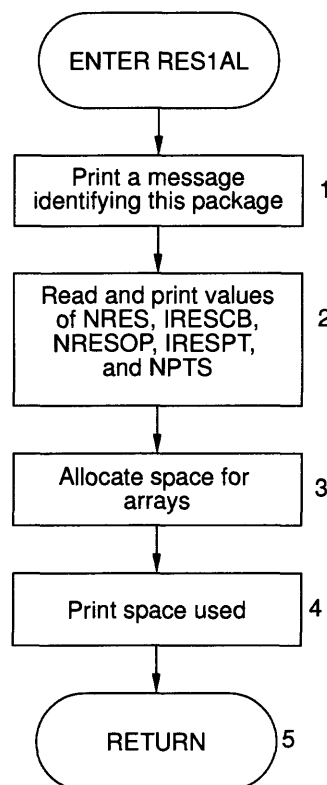 ENTER RES1AL
Print a message
identifying this package
1
Read and print values
of NRES, IRESCB,
NRESOP, IRESPT,
and NPTS
2
Allocate space for
arrays
3
Print space used
4
RETURN
5